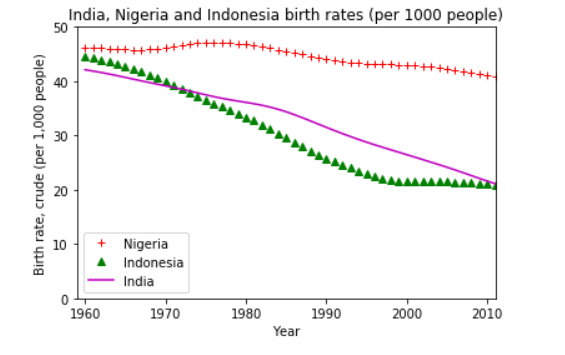 India, Nigeria and Indonesia birth rates (per 1000 people)
Birth rate, crude (per 1,000 people)
50
40
30
20
10
0
Nigeria
Indonesia
India
1960 1970 1980 1990 2000 2010
Year